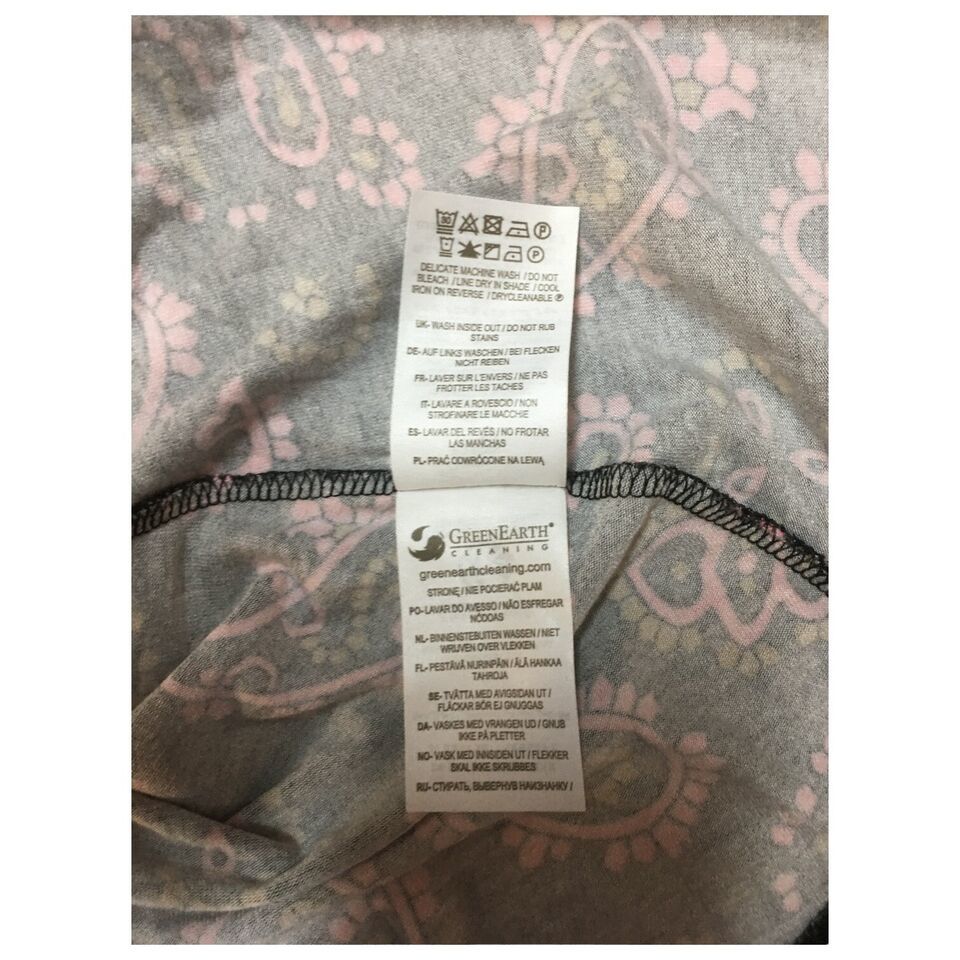 30 P
P
DELICATE MACHINE WASH / DO NOT
BLEACH / LINE DRY IN SHADE / COOL
IRON ON REVERSE / DRYCLEANABLE Ⓟ
UK- WASH INSIDE OUT / DO NOT RUB
STAINS
DE- AUF LINKS WASCHEN / BEI FLECKEN
NICHT REIBEN
FR- LAVER SUR L'ENVERS / NE PAS
FROTTER LES TACHES
IT- LAVARE A ROVESCIO / NON
STROFINARE LE MACCHIE
ES- LAVAR DEL REVÉS / NO FROTAR
LAS MANCHAS
PL- PRAĆ ODWRÓCONE NA LEWĄ
GREENEARTH®
CLEANING
greenearthcleaning.com
STRONĘ / NIE POCIERAĆ PLAM
PO- LAVAR DO AVESSO / NÃO ESFREGAR
NÓDOAS
NL- BINNENSTEBUITEN WASSEN / NIET
WRIJVEN OVER VLEKKEN
FL- PESTÄVÄ NURINPÄIN / ÄLÄ HANKAA
TAHROJA
SE- TVÄTTA MED AVIGSIDAN UT /
FLÄCKAR BÖR EJ GNUGGAS
DA- VASKES MED VRANGEN UD / GNUB
IKKE PÅ PLETTER
NO- VASK MED INNSIDEN UT / FLEKKER
SKAL IKKE SKRUBBES
RU- СТИРАТЬ, ВЫВЕРНУВ НАИЗНАНКУ /